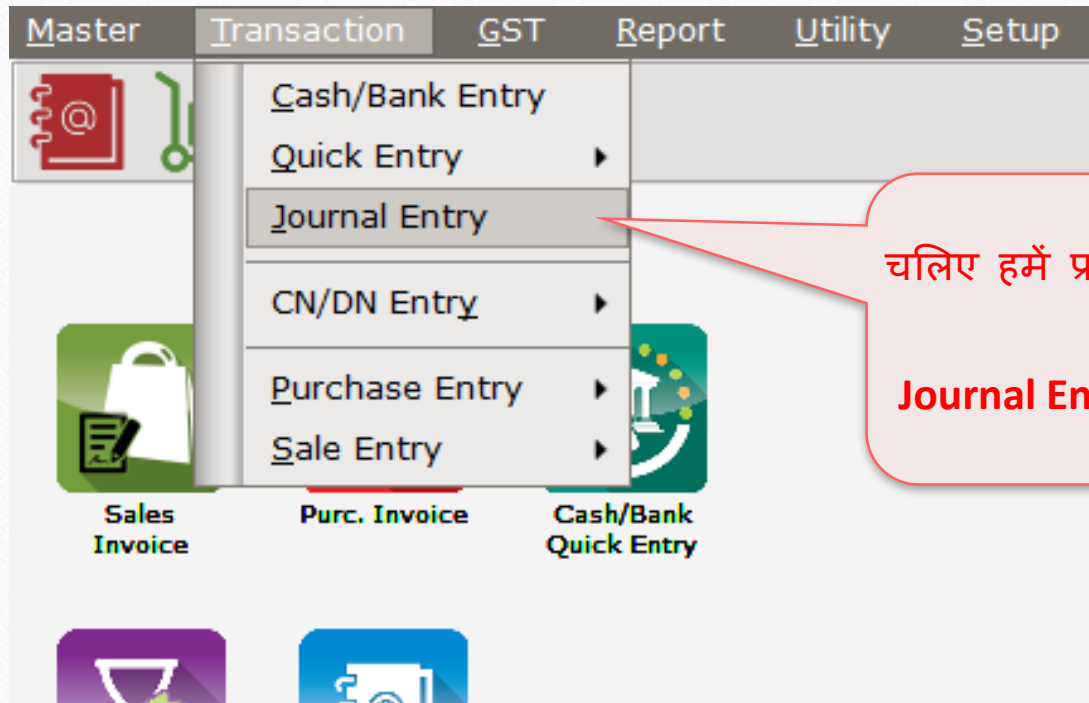 Master Transaction GST Report Utility Setup
Cash/Bank Entry
Quick Entry
Journal Entry
CN/DN Entry
Purchase Entry
Sale Entry
चलिए हमें
Journal
Sales
Invoice
Purc. Invoice
Cash/Bank
Quick Entry